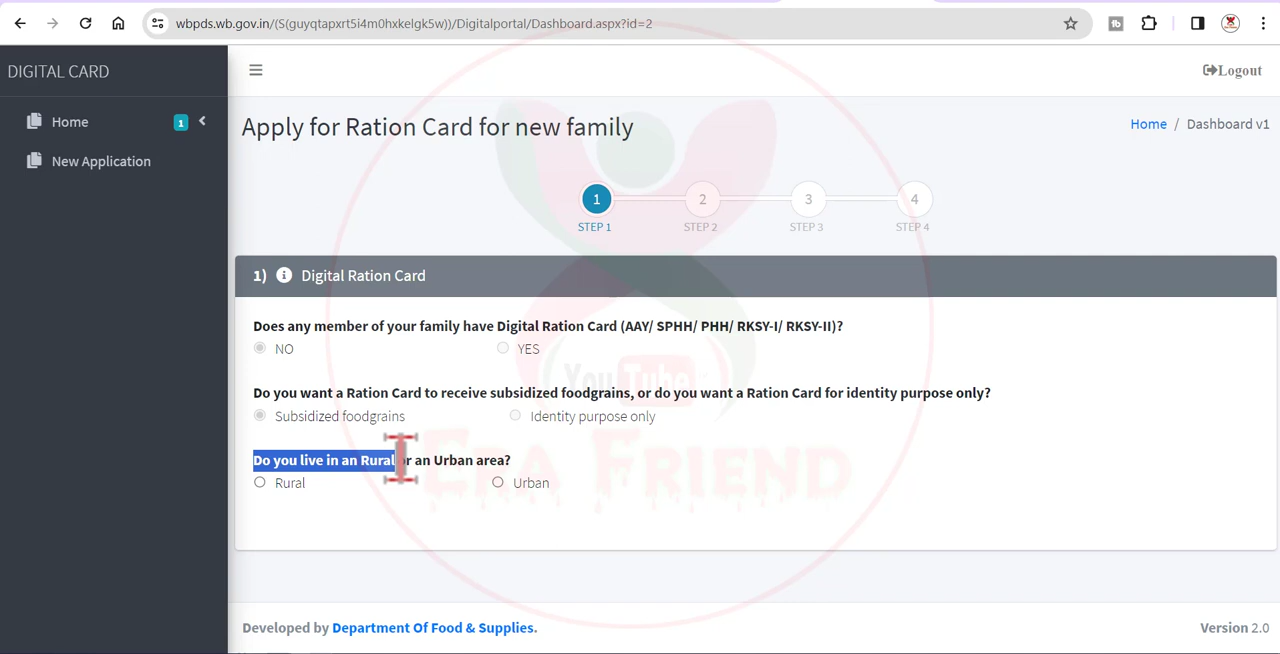 wbpds.wb.gov.in/(S(guyqtapxrt5i4m0hxkelgk5w))/Digitalportal/Dashboard.aspx?id=2
DIGITAL CARD
Logout
Home 1
New Application
Apply for Ration Card for new family
Home / Dashboard v1
1 2 3 4
STEP 1 STEP 2 STEP 3 STEP 4
1) Digital Ration Card
Does any member of your family have Digital Ration Card (AAY/ SPHH/ PHH/ RKSY-I/ RKSY-II)?
NO YES
Do you want a Ration Card to receive subsidized foodgrains, or do you want a Ration Card for identity purpose only?
Subsidized foodgrains Identity purpose only
Do you live in an Rural or an Urban area?
Rural Urban
YouTube
Era Friend
Developed by Department Of Food & Supplies.
Version 2.0